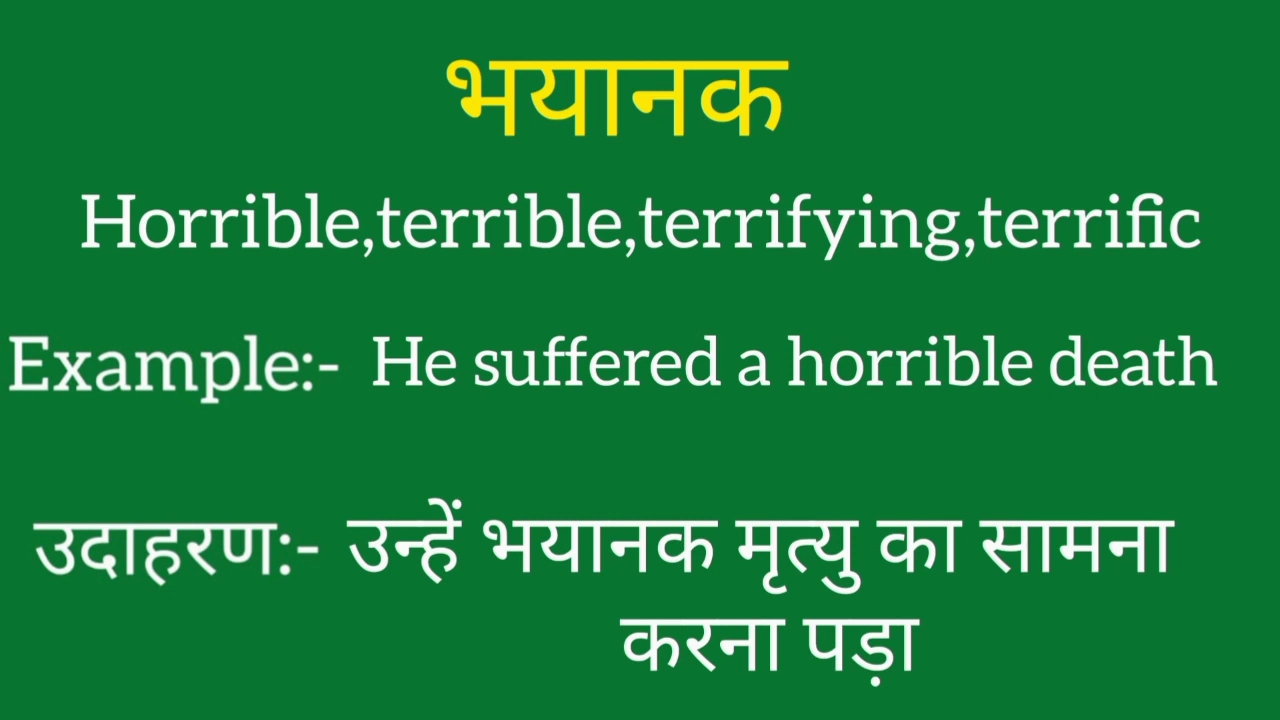 भयानक
Horrible,terrible,terrifying,terrific
Example:- He suffered a horrible death
उदाहरण:- उन्हें भयानक मृत्यु का सामना
करना पड़ा